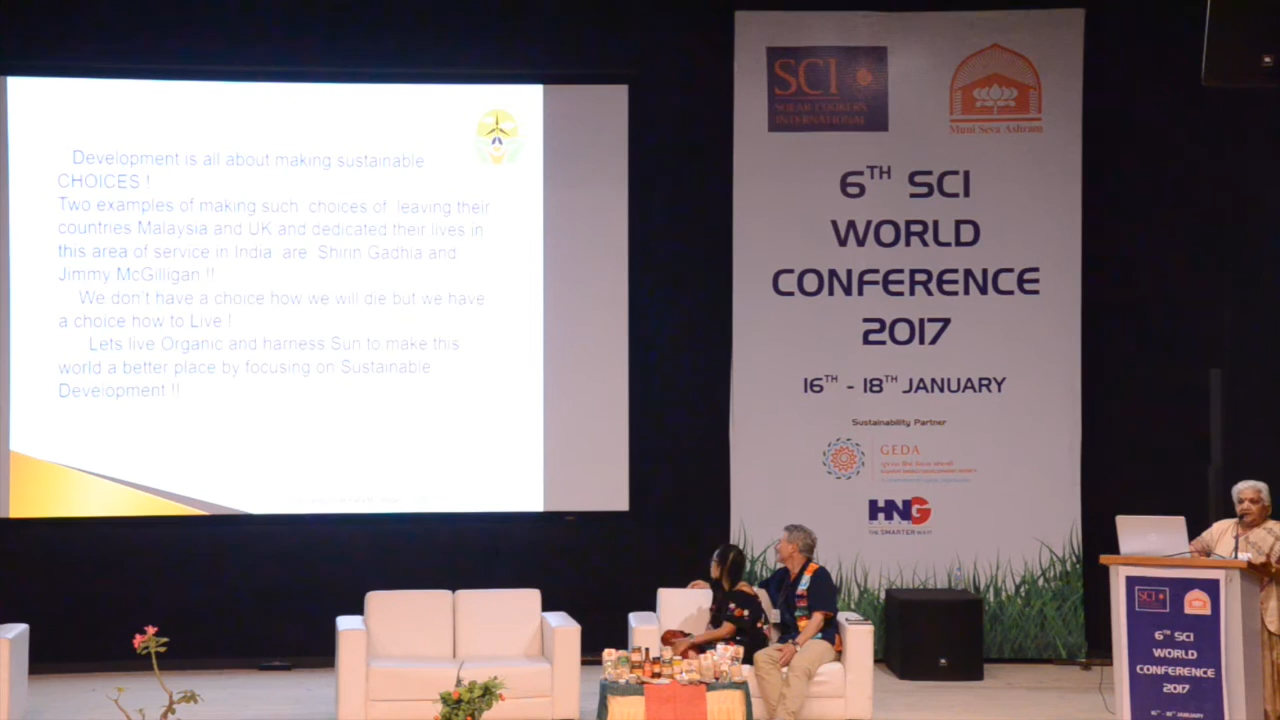 Development is all about making sustainable
CHOICES !
Two examples of making such choices of leaving their
countries Malaysia and UK and dedicated their lives in
this area of service in India are Shirin Gadhia and
Jimmy McGilligan !!
We don't have a choice how we will die but we have
a choice how to Live !
Lets live Organic and harness Sun to make this
world a better place by focusing on Sustainable
Development !!
SCI
SOLAR COOKERS
INTERNATIONAL
Muni Seva Ashram
6TH SCI
WORLD
CONFERENCE
2017
16TH - 18TH JANUARY
Sustainability Partner
GEDA
HNG
THE SMARTER WAY
SCI
6TH SCI
WORLD
CONFERENCE
2017
16TH - 18TH JANUARY